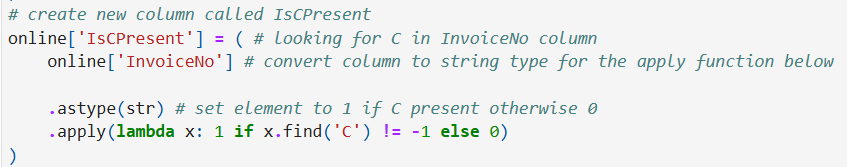 # create new column called IsCPresent
online['IsCPresent'] = ( # looking for C in InvoiceNo column
    online['InvoiceNo'] # convert column to string type for the apply function below
    .astype(str) # set element to 1 if C present otherwise 0
    .apply(lambda x: 1 if x.find('C') != -1 else 0)
)